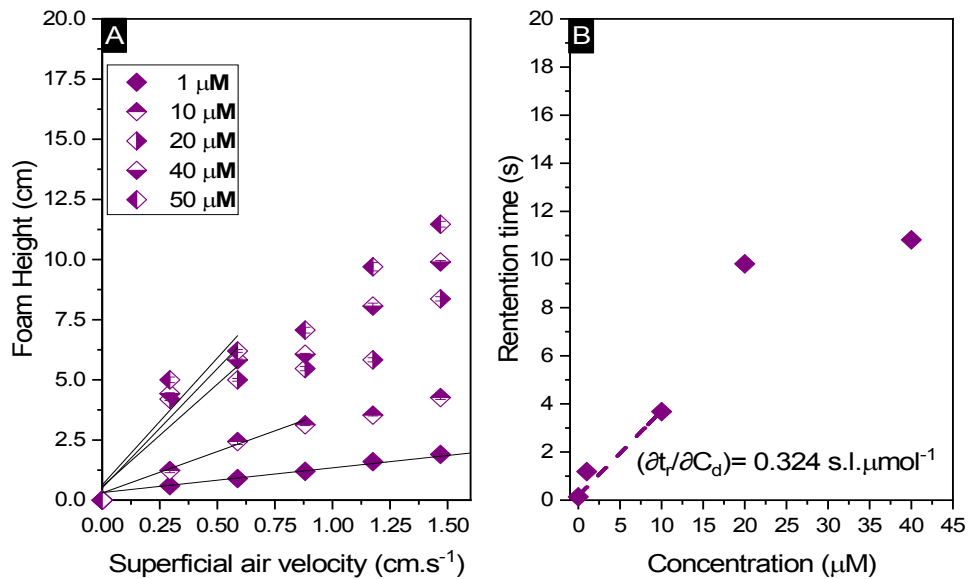 A
20.0
17.5
15.0
12.5
10.0
7.5
5.0
2.5
0.0
Foam Height (cm)
1 μM
10 μM
20 μM
40 μM
50 μM
0.00 0.25 0.50 0.75 1.00 1.25 1.50
Superficial air velocity (cm.s⁻¹)
B
20
18
16
14
12
10
8
6
4
2
0
Rentention time (s)
(∂tᵣ/∂C_d)= 0.324 s.l.μmol⁻¹
0 5 10 15 20 25 30 35 40 45
Concentration (μM)